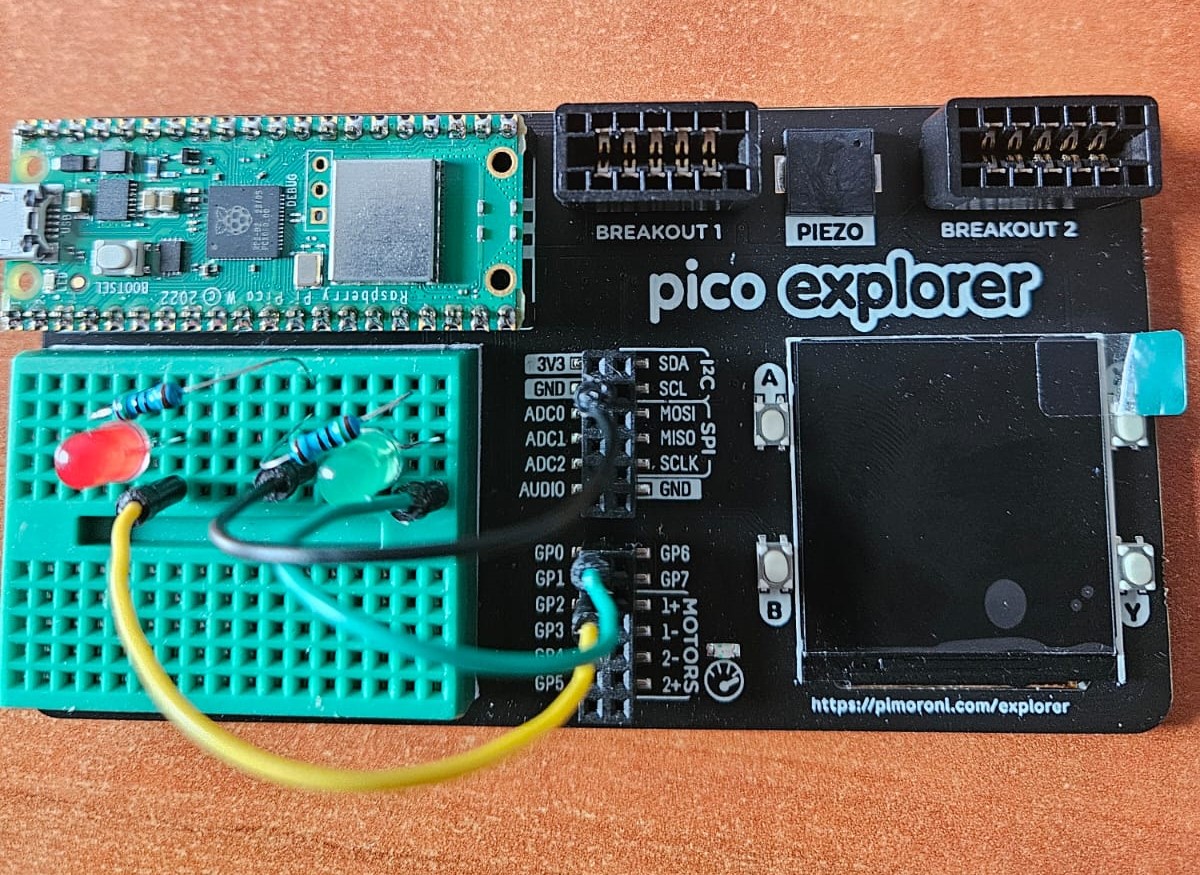 USB
DEBUG
BOOTSEL
LED
Raspberry Pi Pico W © 2022
BREAKOUT 1
PIEZO
BREAKOUT 2
pico explorer
3V3
SDA
GND
SCL
I2C
ADC0
MOSI
ADC1
MISO
SPI
ADC2
SCLK
AUDIO
GND
A
B
Y
GP0
GP6
GP1
GP7
GP2
1+
GP3
1-
GP4
2-
GP5
2+
MOTORS
https://pimoroni.com/explorer